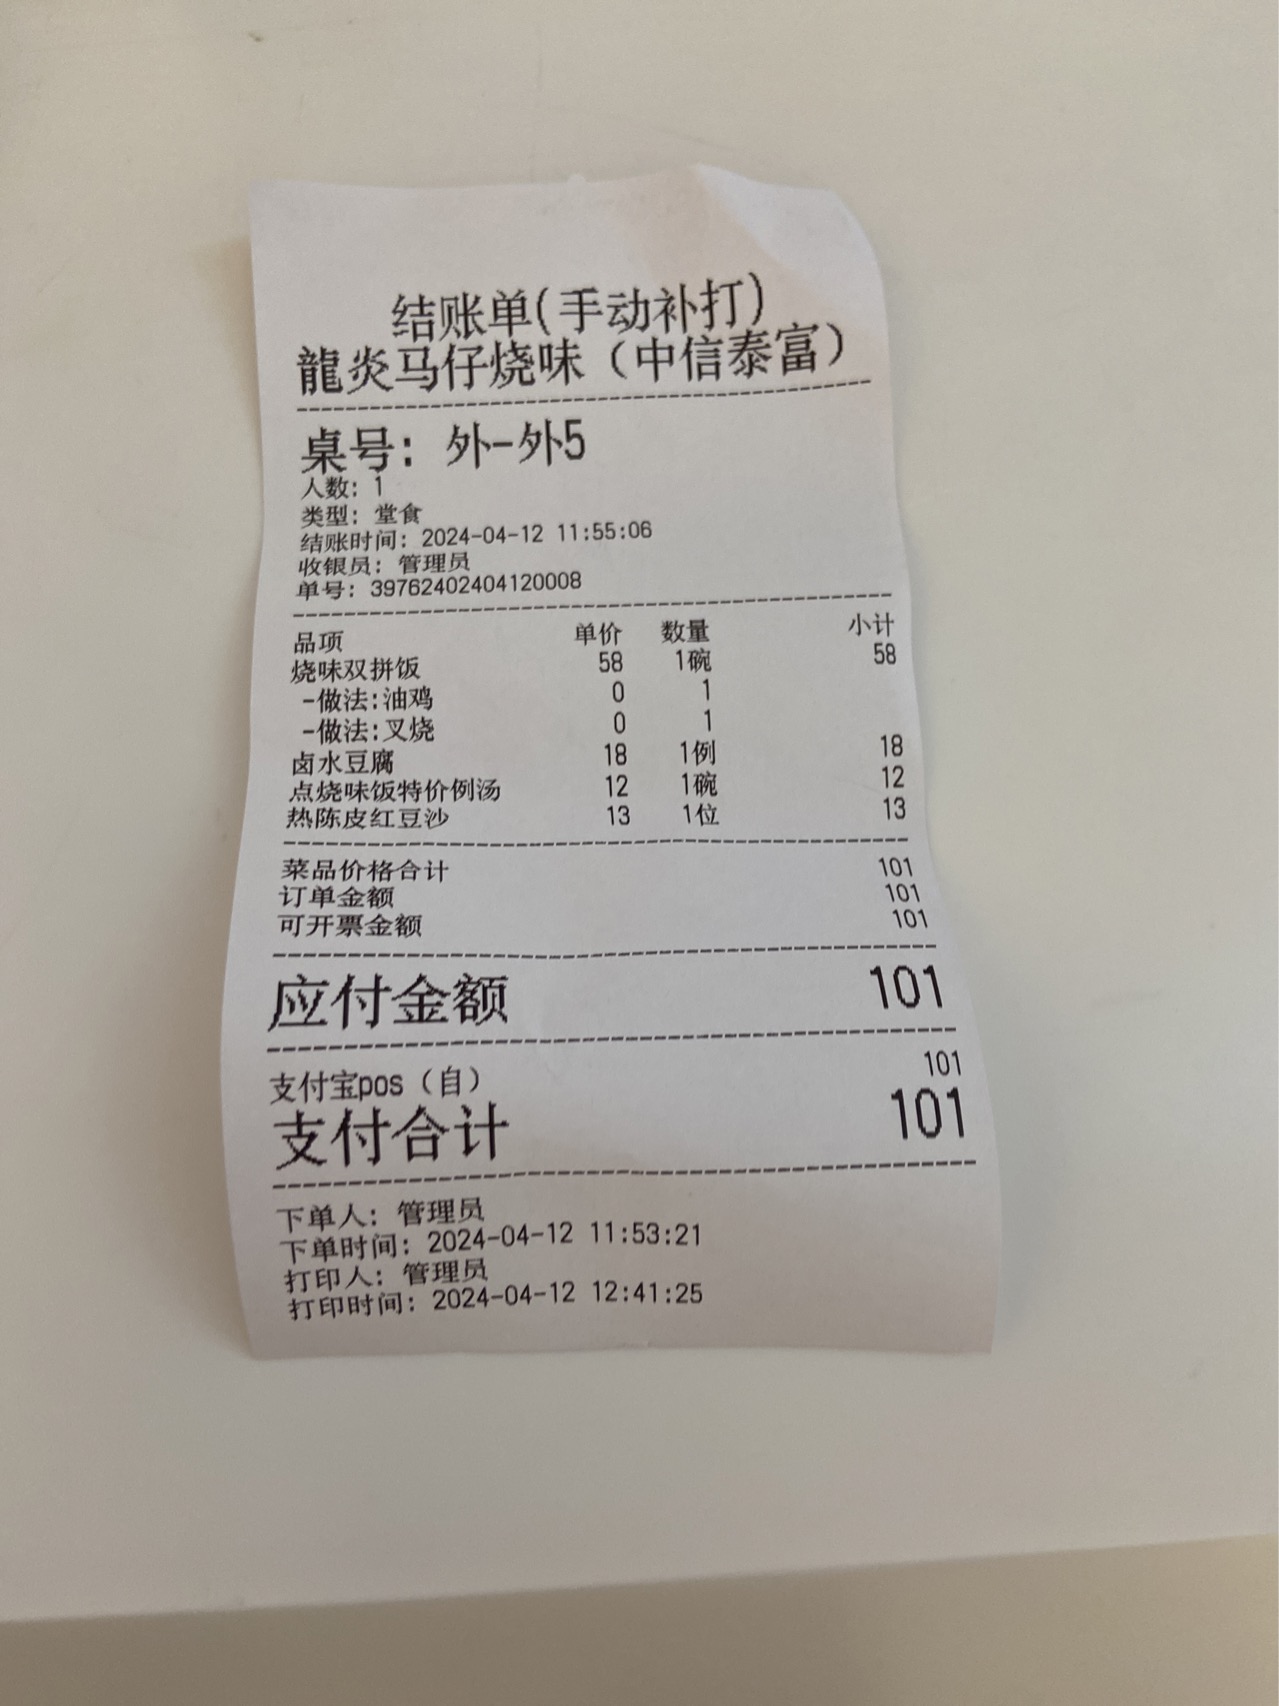 结账单(手动补打)
龍炎马仔烧味（中信泰富）
桌号: 外-外5
人数: 1
类型: 堂食
结账时间: 2024-04-12 11:55:06
收银员: 管理员
单号: 39762402404120008
品项 单价 数量 小计
烧味双拼饭 58 1碗 58
-做法:油鸡 0 1
-做法:叉烧 0 1
卤水豆腐 18 1例 18
点烧味饭特价例汤 12 1碗 12
热陈皮红豆沙 13 1位 13
菜品价格合计 101
订单金额 101
可开票金额 101
应付金额 101
支付宝pos（自） 101
支付合计 101
下单人: 管理员
下单时间: 2024-04-12 11:53:21
打印人: 管理员
打印时间: 2024-04-12 12:41:25